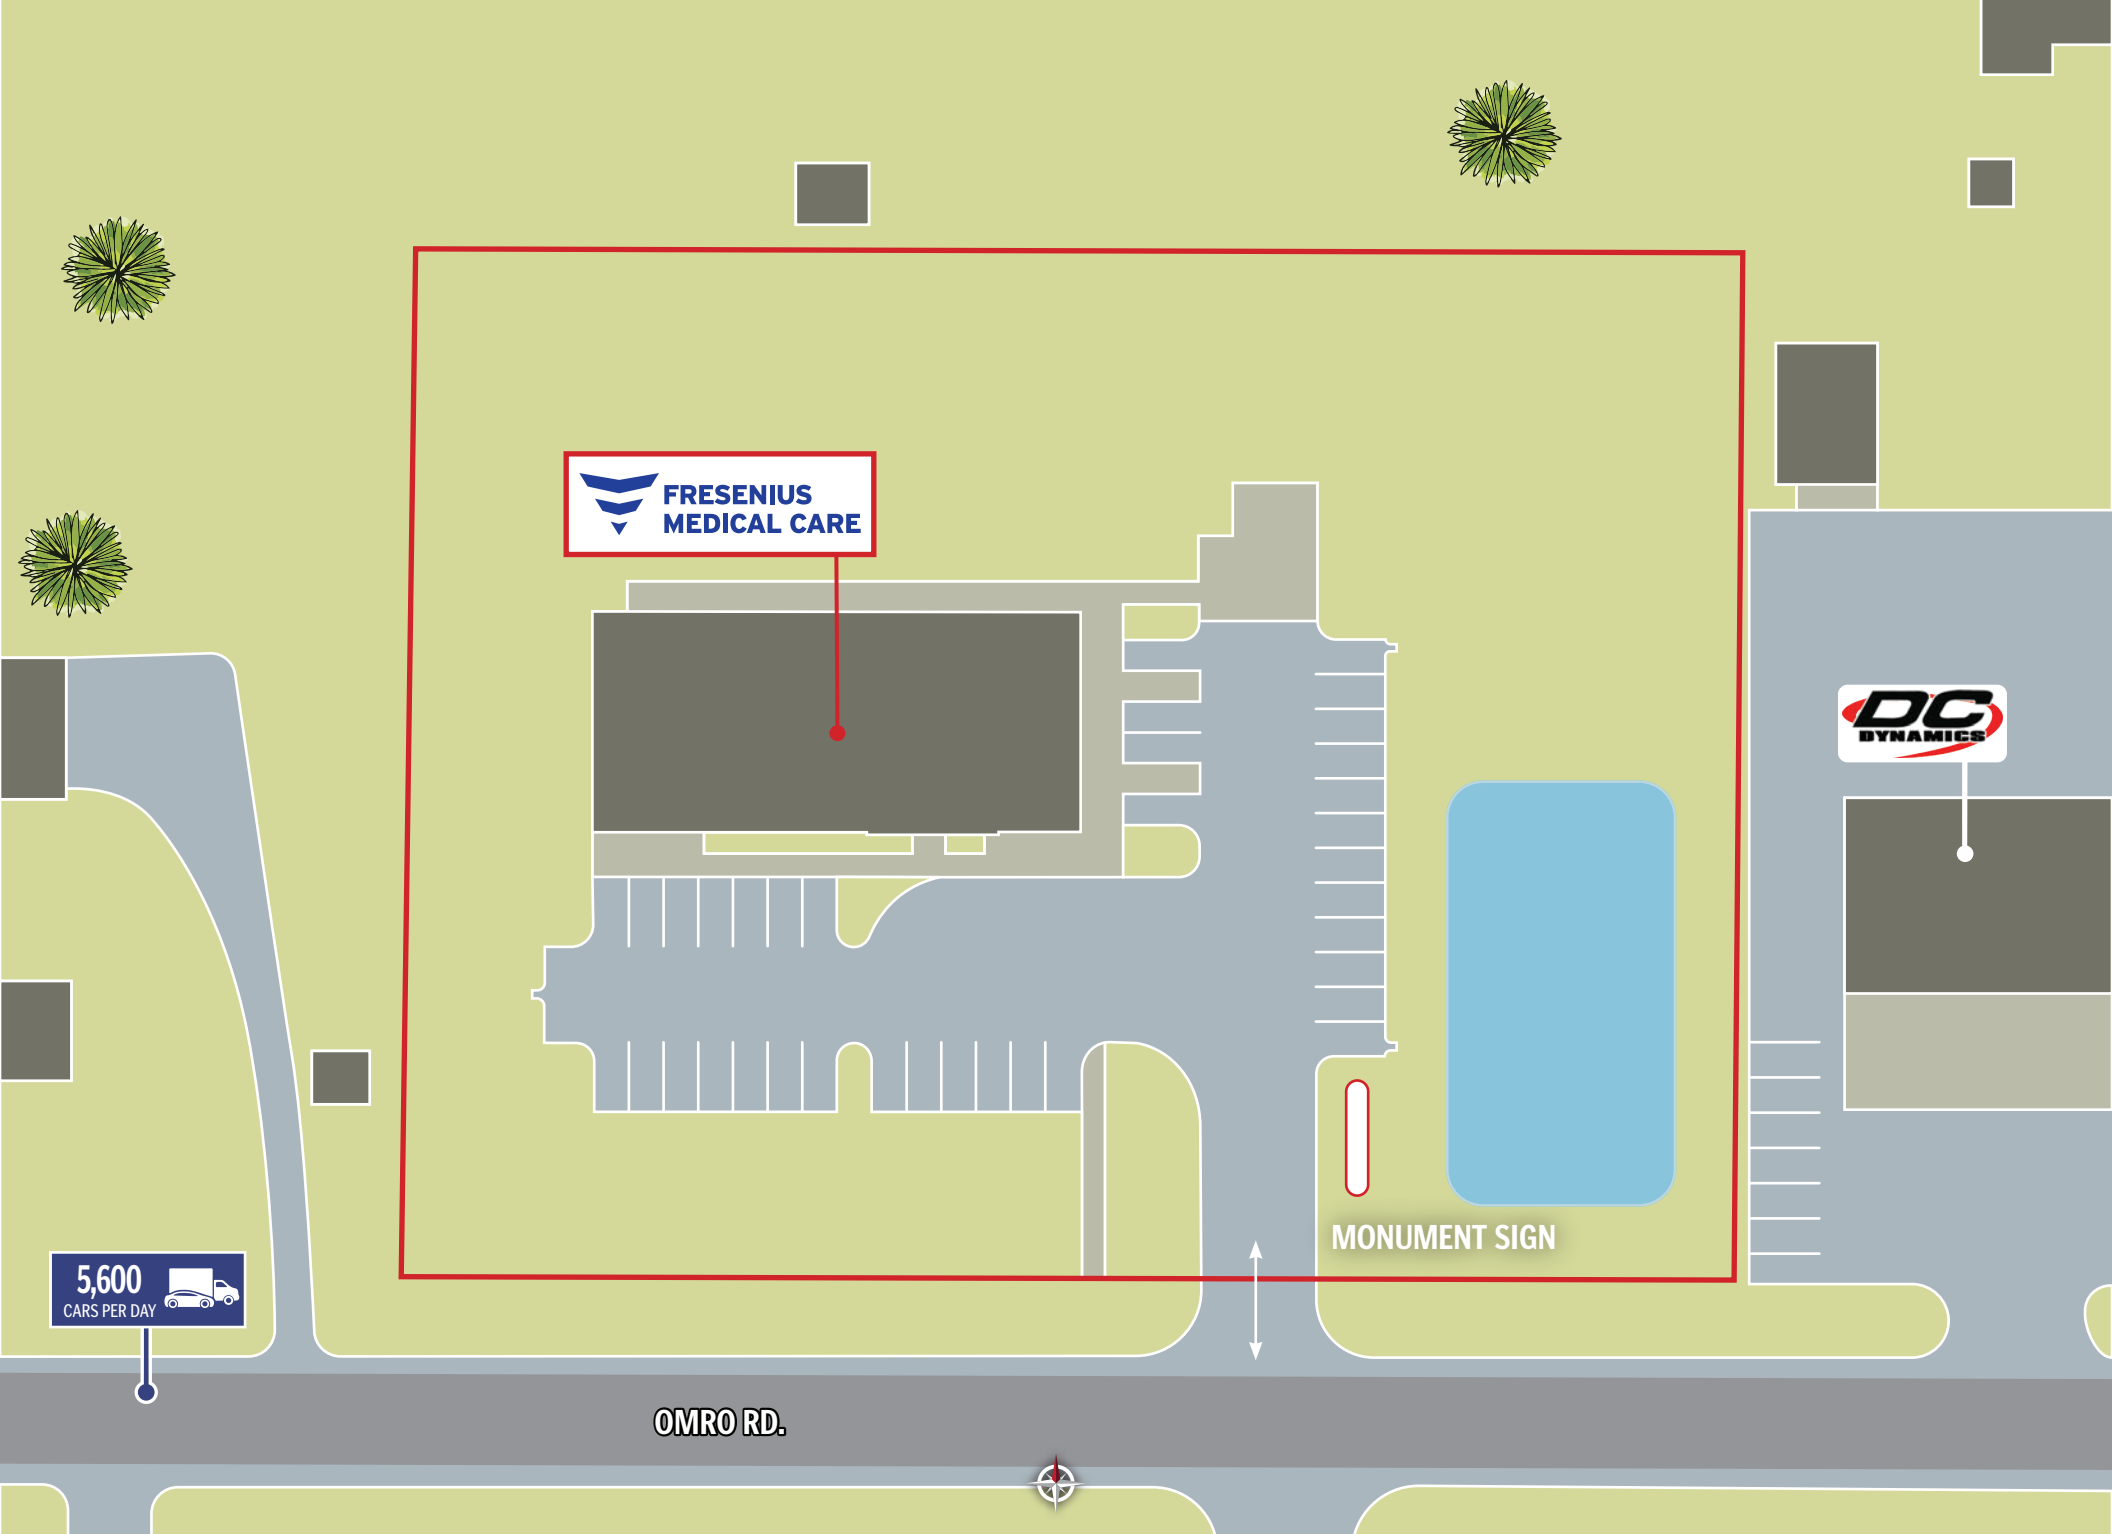 FRESENIUS
MEDICAL CARE
DC
DYNAMICS
MONUMENT SIGN
5,600
CARS PER DAY
OMRO RD.